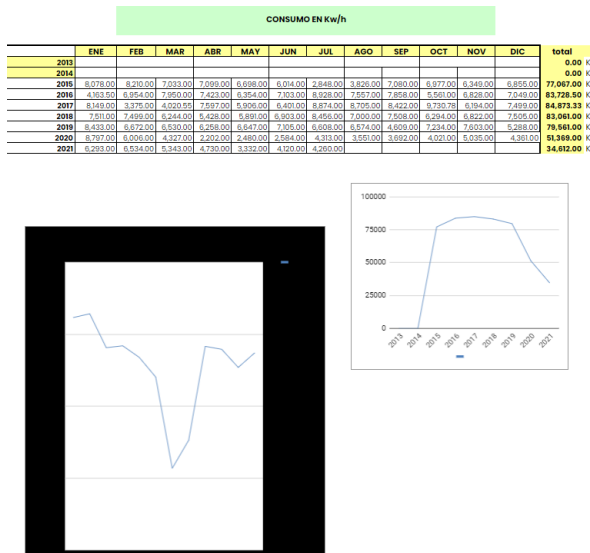 CONSUMO EN Kw/h
ENE FEB MAR ABR MAY JUN JUL AGO SEP OCT NOV DIC total
2013 0.00 K
2014 0.00 K
2015 8,078.00 8,210.00 7,033.00 7,099.00 6,698.00 6,014.00 2,848.00 3,826.00 7,080.00 6,977.00 6,349.00 6,855.00 77,067.00 K
2016 4,163.50 6,954.00 7,950.00 7,423.00 6,354.00 7,103.00 8,928.00 7,557.00 7,858.00 5,561.00 6,828.00 7,049.00 83,728.50 K
2017 8,149.00 3,375.00 4,020.55 7,597.00 5,906.00 6,401.00 8,874.00 8,705.00 8,422.00 9,730.78 6,194.00 7,499.00 84,873.33 K
2018 7,511.00 7,499.00 6,244.00 5,428.00 5,891.00 6,903.00 8,456.00 7,000.00 7,508.00 6,294.00 6,822.00 7,505.00 83,061.00 K
2019 8,433.00 6,672.00 6,530.00 6,258.00 6,647.00 7,105.00 6,608.00 6,574.00 4,609.00 7,234.00 7,603.00 5,288.00 79,561.00 K
2020 8,797.00 6,006.00 4,327.00 2,202.00 2,480.00 2,584.00 4,313.00 3,551.00 3,692.00 4,021.00 5,035.00 4,361.00 51,369.00 K
2021 6,293.00 6,534.00 5,343.00 4,730.00 3,332.00 4,120.00 4,260.00 34,612.00 K
100000
75000
50000
25000
0
2013 2014 2015 2016 2017 2018 2019 2020 2021